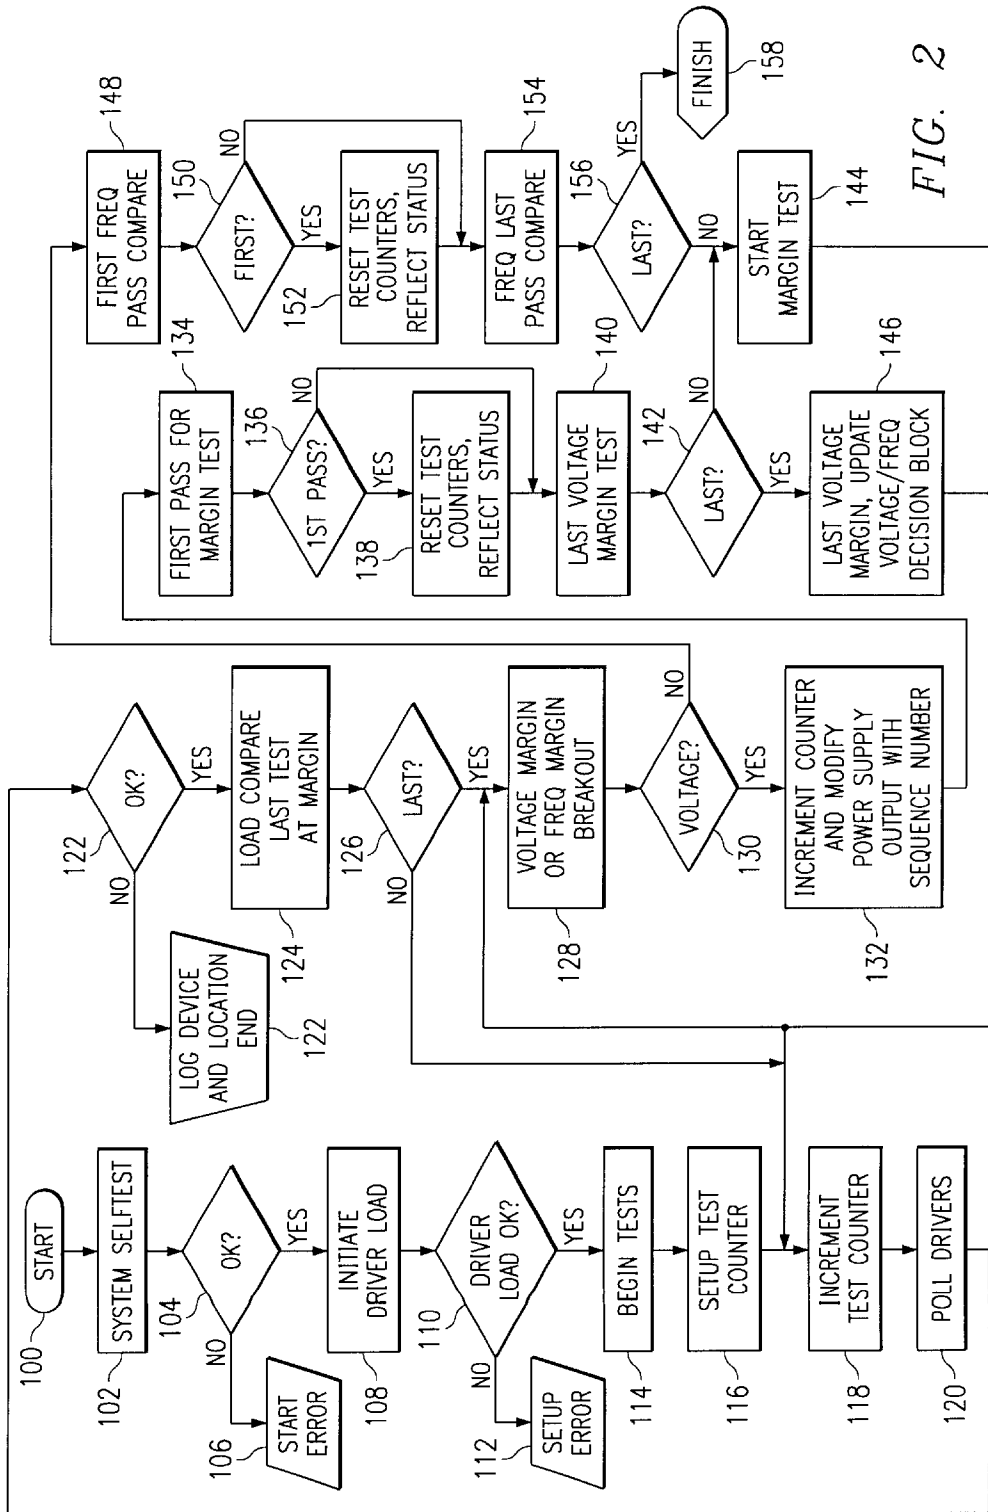 100
START
102
SYSTEM SELFTEST
104
OK?
NO
YES
106
START
ERROR
108
INITIATE
DRIVER LOAD
110
DRIVER
LOAD OK?
NO
YES
112
SETUP
ERROR
114
BEGIN TESTS
116
SETUP TEST
COUNTER
118
INCREMENT
TEST COUNTER
120
POLL DRIVERS
122
OK?
NO
YES
LOG DEVICE
AND LOCATION
END
122
124
LOAD COMPARE
LAST TEST
AT MARGIN
126
LAST?
NO
YES
128
VOLTAGE MARGIN
OR FREQ MARGIN
BREAKOUT
130
VOLTAGE?
NO
YES
132
INCREMENT COUNTER
AND MODIFY
POWER SUPPLY
OUTPUT WITH
SEQUENCE NUMBER
134
FIRST PASS FOR
MARGIN TEST
136
1ST PASS?
NO
YES
138
RESET TEST
COUNTERS,
REFLECT STATUS
140
LAST VOLTAGE
MARGIN TEST
142
LAST?
NO
YES
146
LAST VOLTAGE
MARGIN, UPDATE
VOLTAGE/FREQ
DECISION BLOCK
148
FIRST FREQ
PASS COMPARE
150
FIRST?
NO
YES
152
RESET TEST
COUNTERS,
REFLECT STATUS
154
FREQ LAST
PASS COMPARE
156
LAST?
YES
NO
FINISH
158
START
MARGIN TEST
144
FIG. 2